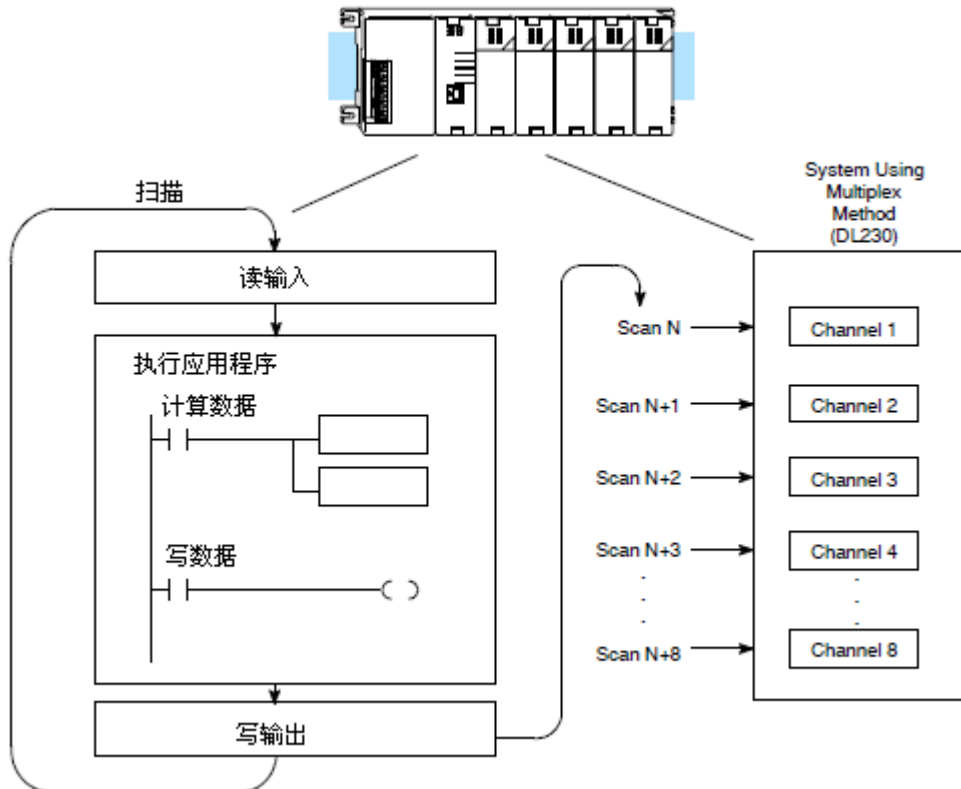 System Using
Multiplex
Method
(DL230)
扫描
读输入
执行应用程序
计算数据
写数据
写输出
Scan N
Channel 1
Scan N+1
Channel 2
Scan N+2
Channel 3
Scan N+3
Channel 4
Scan N+8
Channel 8